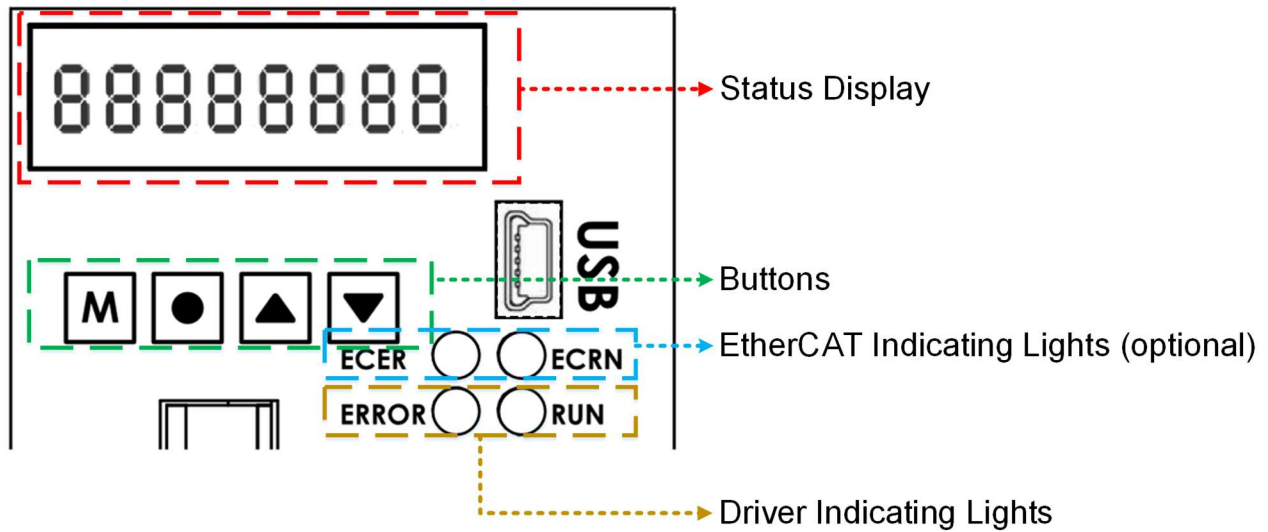 88888888
Status Display
USB
M
Buttons
ECER ECRN
EtherCAT Indicating Lights (optional)
ERROR RUN
Driver Indicating Lights